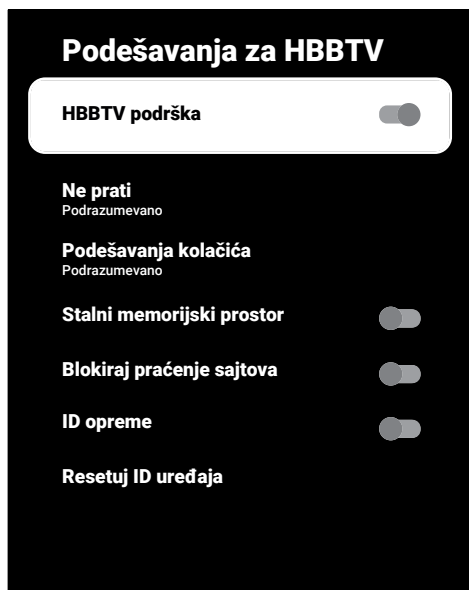 Podešavanja za HBBTV
HBBTV podrška
Ne prati
Podrazumevano
Podešavanja kolačića
Podrazumevano
Stalni memorijski prostor
Blokiraj praćenje sajtova
ID opreme
Resetuj ID uređaja